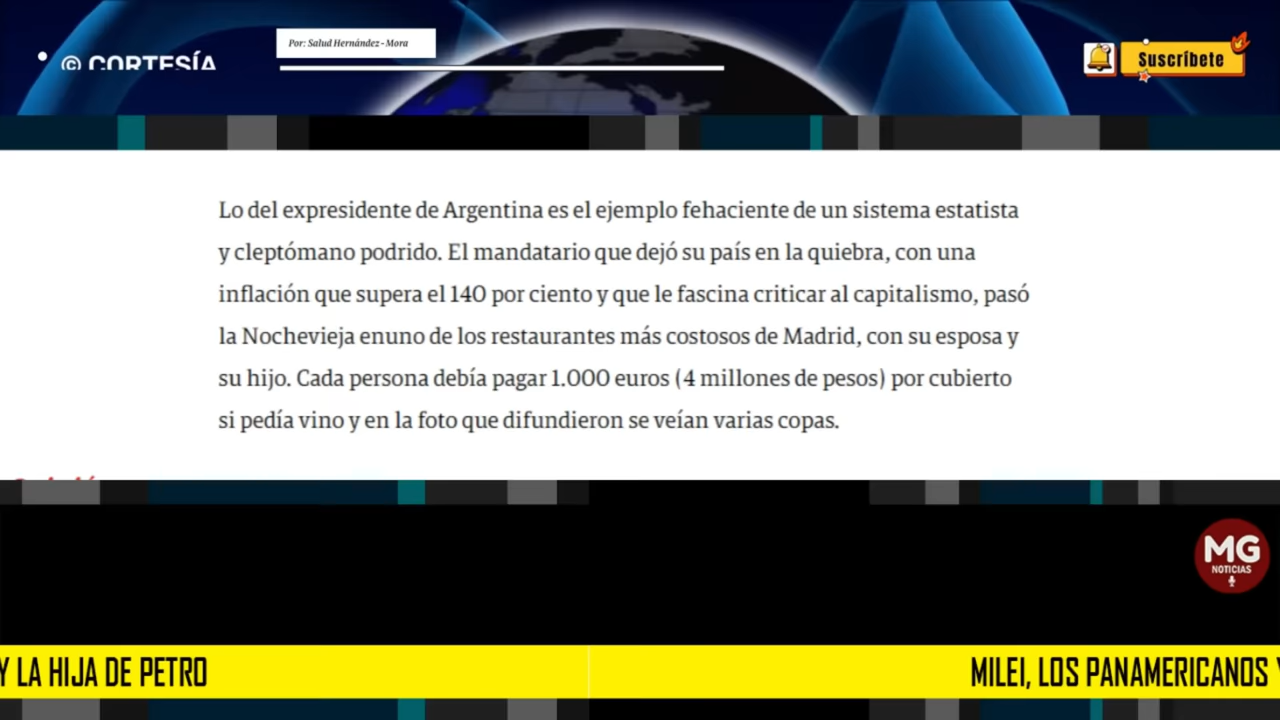 © CORTESÍA
Por: Salud Hernández - Mora
Suscríbete
Lo del expresidente de Argentina es el ejemplo fehaciente de un sistema estatista
y cleptómano podrido. El mandatario que dejó su país en la quiebra, con una
inflación que supera el 140 por ciento y que le fascina criticar al capitalismo, pasó
la Nochevieja enuno de los restaurantes más costosos de Madrid, con su esposa y
su hijo. Cada persona debía pagar 1.000 euros (4 millones de pesos) por cubierto
si pedía vino y en la foto que difundieron se veían varias copas.
MG
NOTICIAS
Y LA HIJA DE PETRO
MILEI, LOS PANAMERICANOS Y